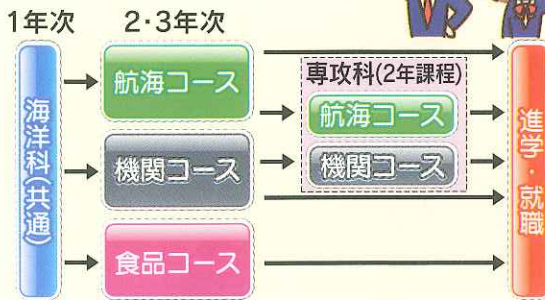 1年次
2・3年次
海洋科(共通)
航海コース
機関コース
食品コース
専攻科(2年課程)
航海コース
機関コース
進学・就職